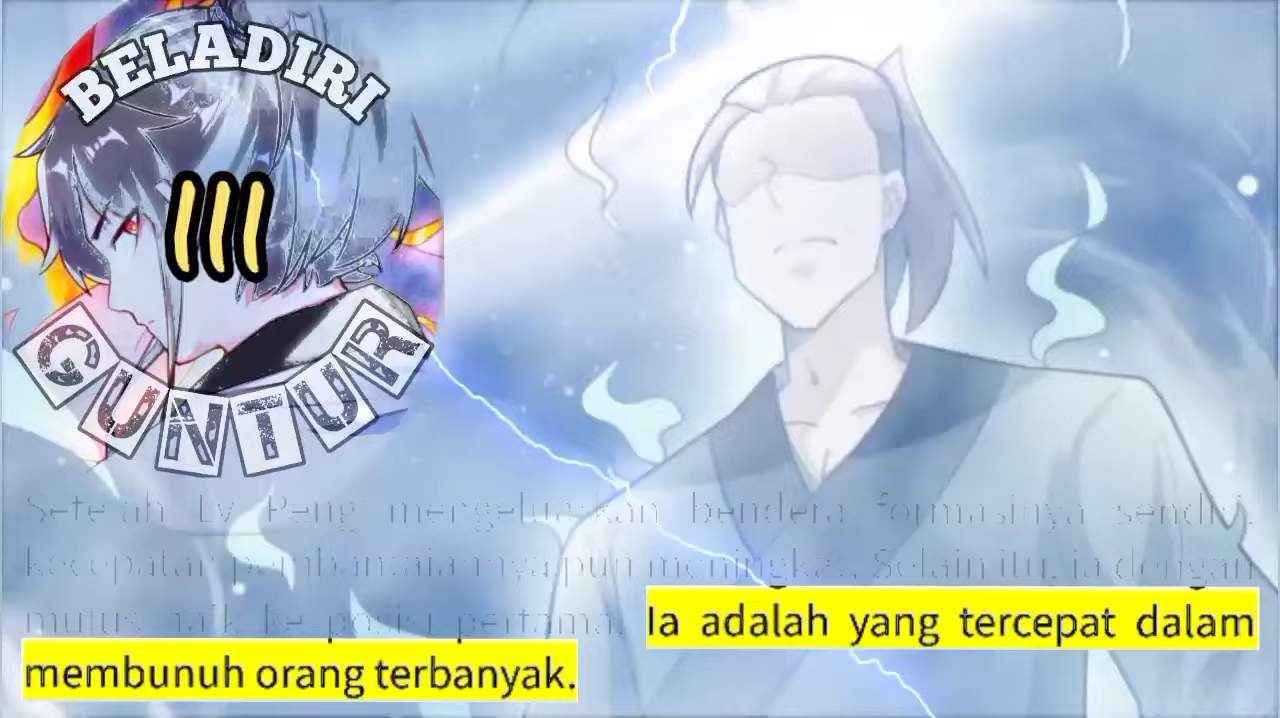 BELADIRI
III
GUNTUR
Setelah Lv Peng mengeluarkan bendera formasinya sendiri,
kecepatan pembantaiannya pun meningkat. Selain itu, ia dengan
mulus naik ke posisi pertama. Ia adalah yang tercepat dalam
membunuh orang terbanyak.